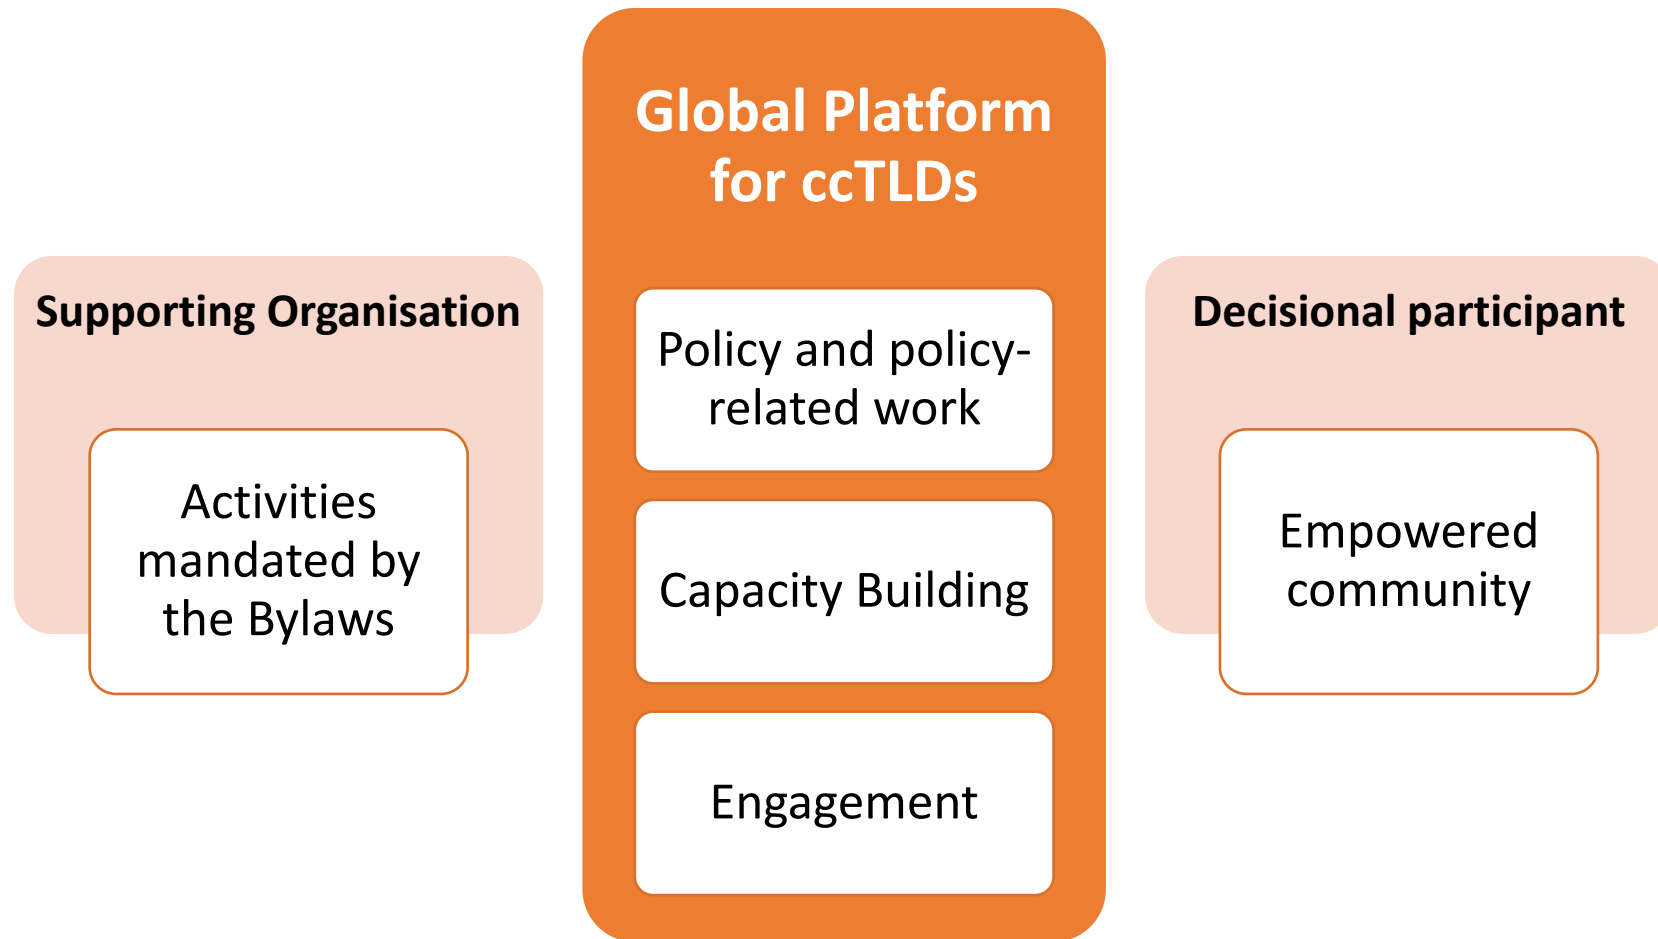 Global Platform
for ccTLDs
Supporting Organisation
Activities
mandated by
the Bylaws
Policy and policy-
related work
Capacity Building
Engagement
Decisional participant
Empowered
community